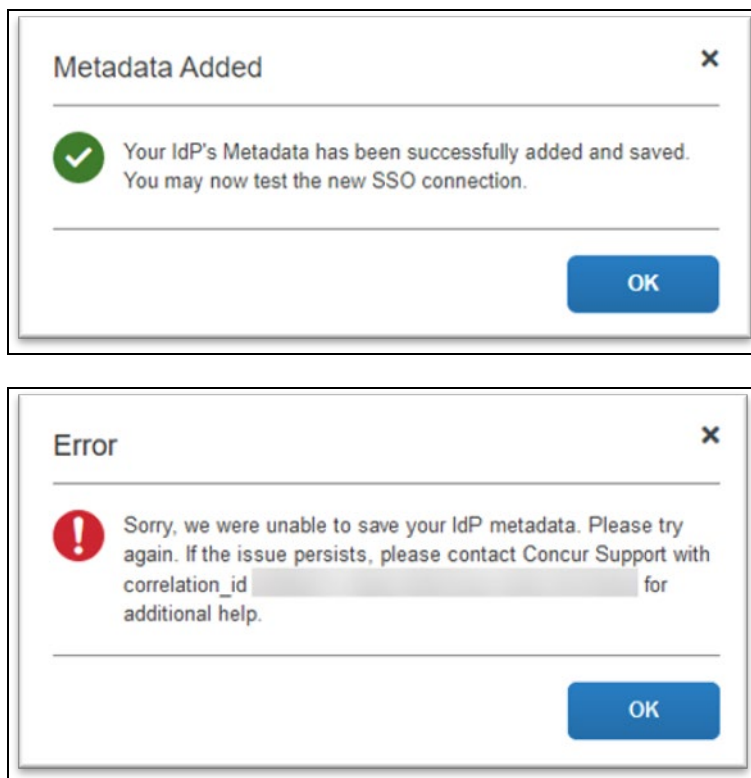 Metadata Added
Your IdP's Metadata has been successfully added and saved.
You may now test the new SSO connection.
OK
Error
Sorry, we were unable to save your IdP metadata. Please try
again. If the issue persists, please contact Concur Support with
correlation_id for
additional help.
OK